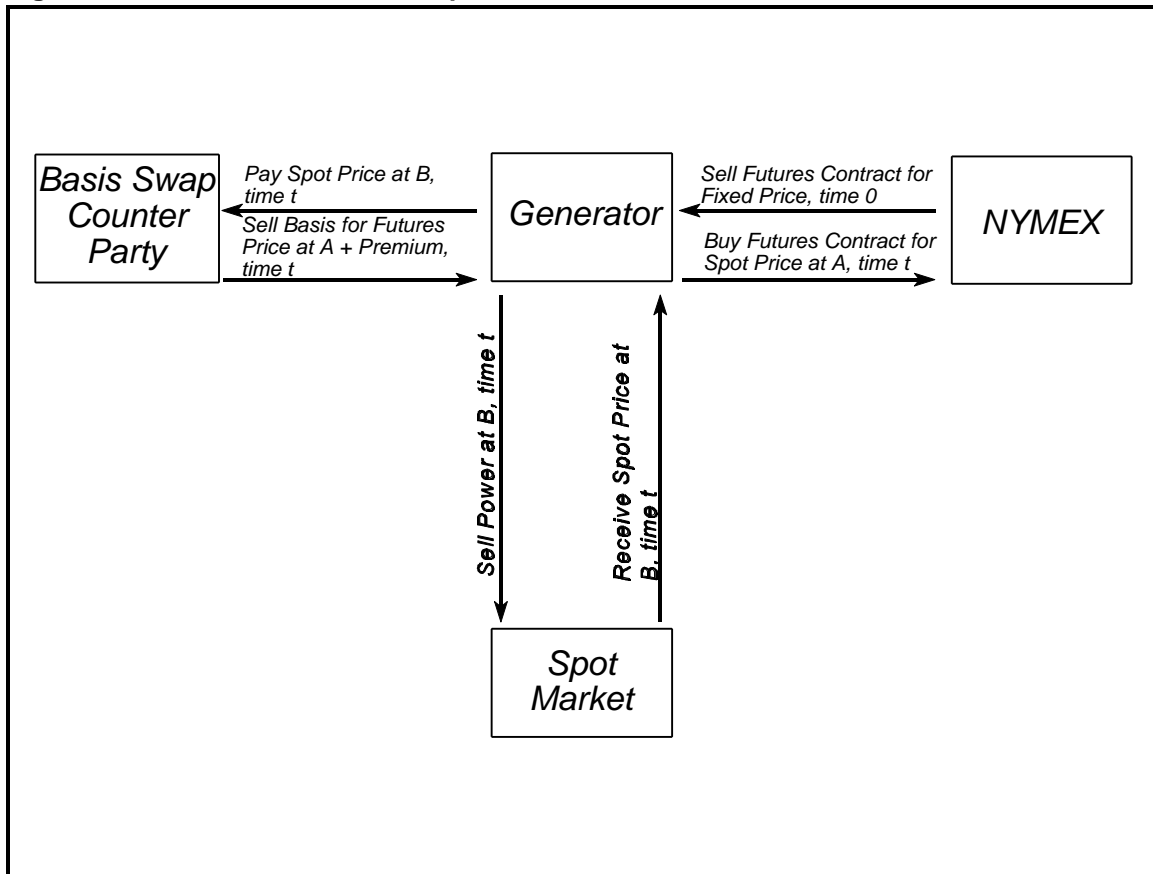 Basis Swap
Counter
Party
Pay Spot Price at B,
time t
Sell Basis for Futures
Price at A + Premium,
time t
Generator
Sell Futures Contract for
Fixed Price, time 0
Buy Futures Contract for
Spot Price at A, time t
NYMEX
Sell Power at B, time t
Receive Spot Price at
B, time t
Spot
Market